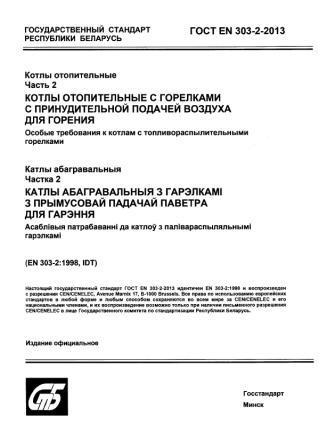 ГОСУДАРСТВЕННЫЙ СТАНДАРТ
РЕСПУБЛИКИ БЕЛАРУСЬ
ГОСТ EN 303-2-2013
Котлы отопительные
Часть 2
КОТЛЫ ОТОПИТЕЛЬНЫЕ С ГОРЕЛКАМИ
С ПРИНУДИТЕЛЬНОЙ ПОДАЧЕЙ ВОЗДУХА
ДЛЯ ГОРЕНИЯ
Особые требования к котлам с топливораспылительными
горелками
Катлы абагравальныя
Частка 2
КАТЛЫ АБАГРАВАЛЬНЫЯ З ГАРЭЛКАМІ
З ПРЫМУСОВАЙ ПАДАЧАЙ ПАВЕТРА
ДЛЯ ГАРЭННЯ
Асаблівыя патрабаванні да катлоў з палівараспыляльнымі
гарэлкамі
(EN 303-2:1998, IDT)
Настоящий государственный стандарт ГОСТ EN 303-2-2013 идентичен EN 303-2:1998 и воспроизведен
с разрешения CEN/CENELEC, Avenue Marnix 17, B-1000 Brussels. Все права по использованию европейских
стандартов в любой форме и любым способом сохраняются во всем мире за CEN/CENELEC и его
национальными членами, и их воспроизведение возможно только при наличии письменного разрешения
CEN/CENELEC в лице Государственного комитета по стандартизации Республики Беларусь.
Издание официальное
СТБ
Госстандарт
Минск